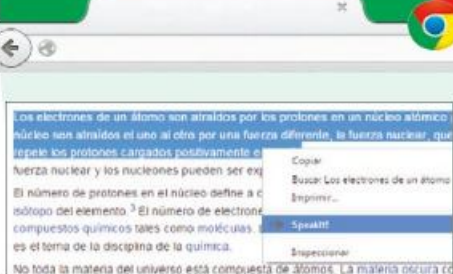 Los electrones de un átomo son atraídos por los protones en un núcleo atómico
núcleo son atraídos el uno al otro por una fuerza diferente, la fuerza nuclear, que
repele los protones cargados positivamente e
Copiar
fuerza nuclear y los nucleones pueden ser exp
Buscar Los electrones de un átomo
Imprimir...
El número de protones en el núcleo define a c
isótopo del elemento.3 El número de electrone
SpeakIt!
compuestos químicos tales como moléculas.
es el tema de la disciplina de la química.
Inspeccionar
No toda la materia del universo está compuesta de átomos. La materia oscura co